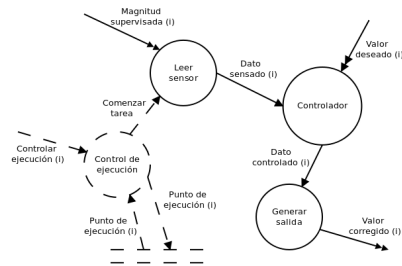 Magnitud
supervisada (i)
Leer
sensor
Dato
sensado (i)
Valor
deseado (i)
Controlador
Comenzar
tarea
Controlar
ejecución (i)
Control de
ejecución
Dato
controlado (i)
Punto de
ejecución (i)
Punto de
ejecución (i)
Generar
salida
Valor
corregido (i)